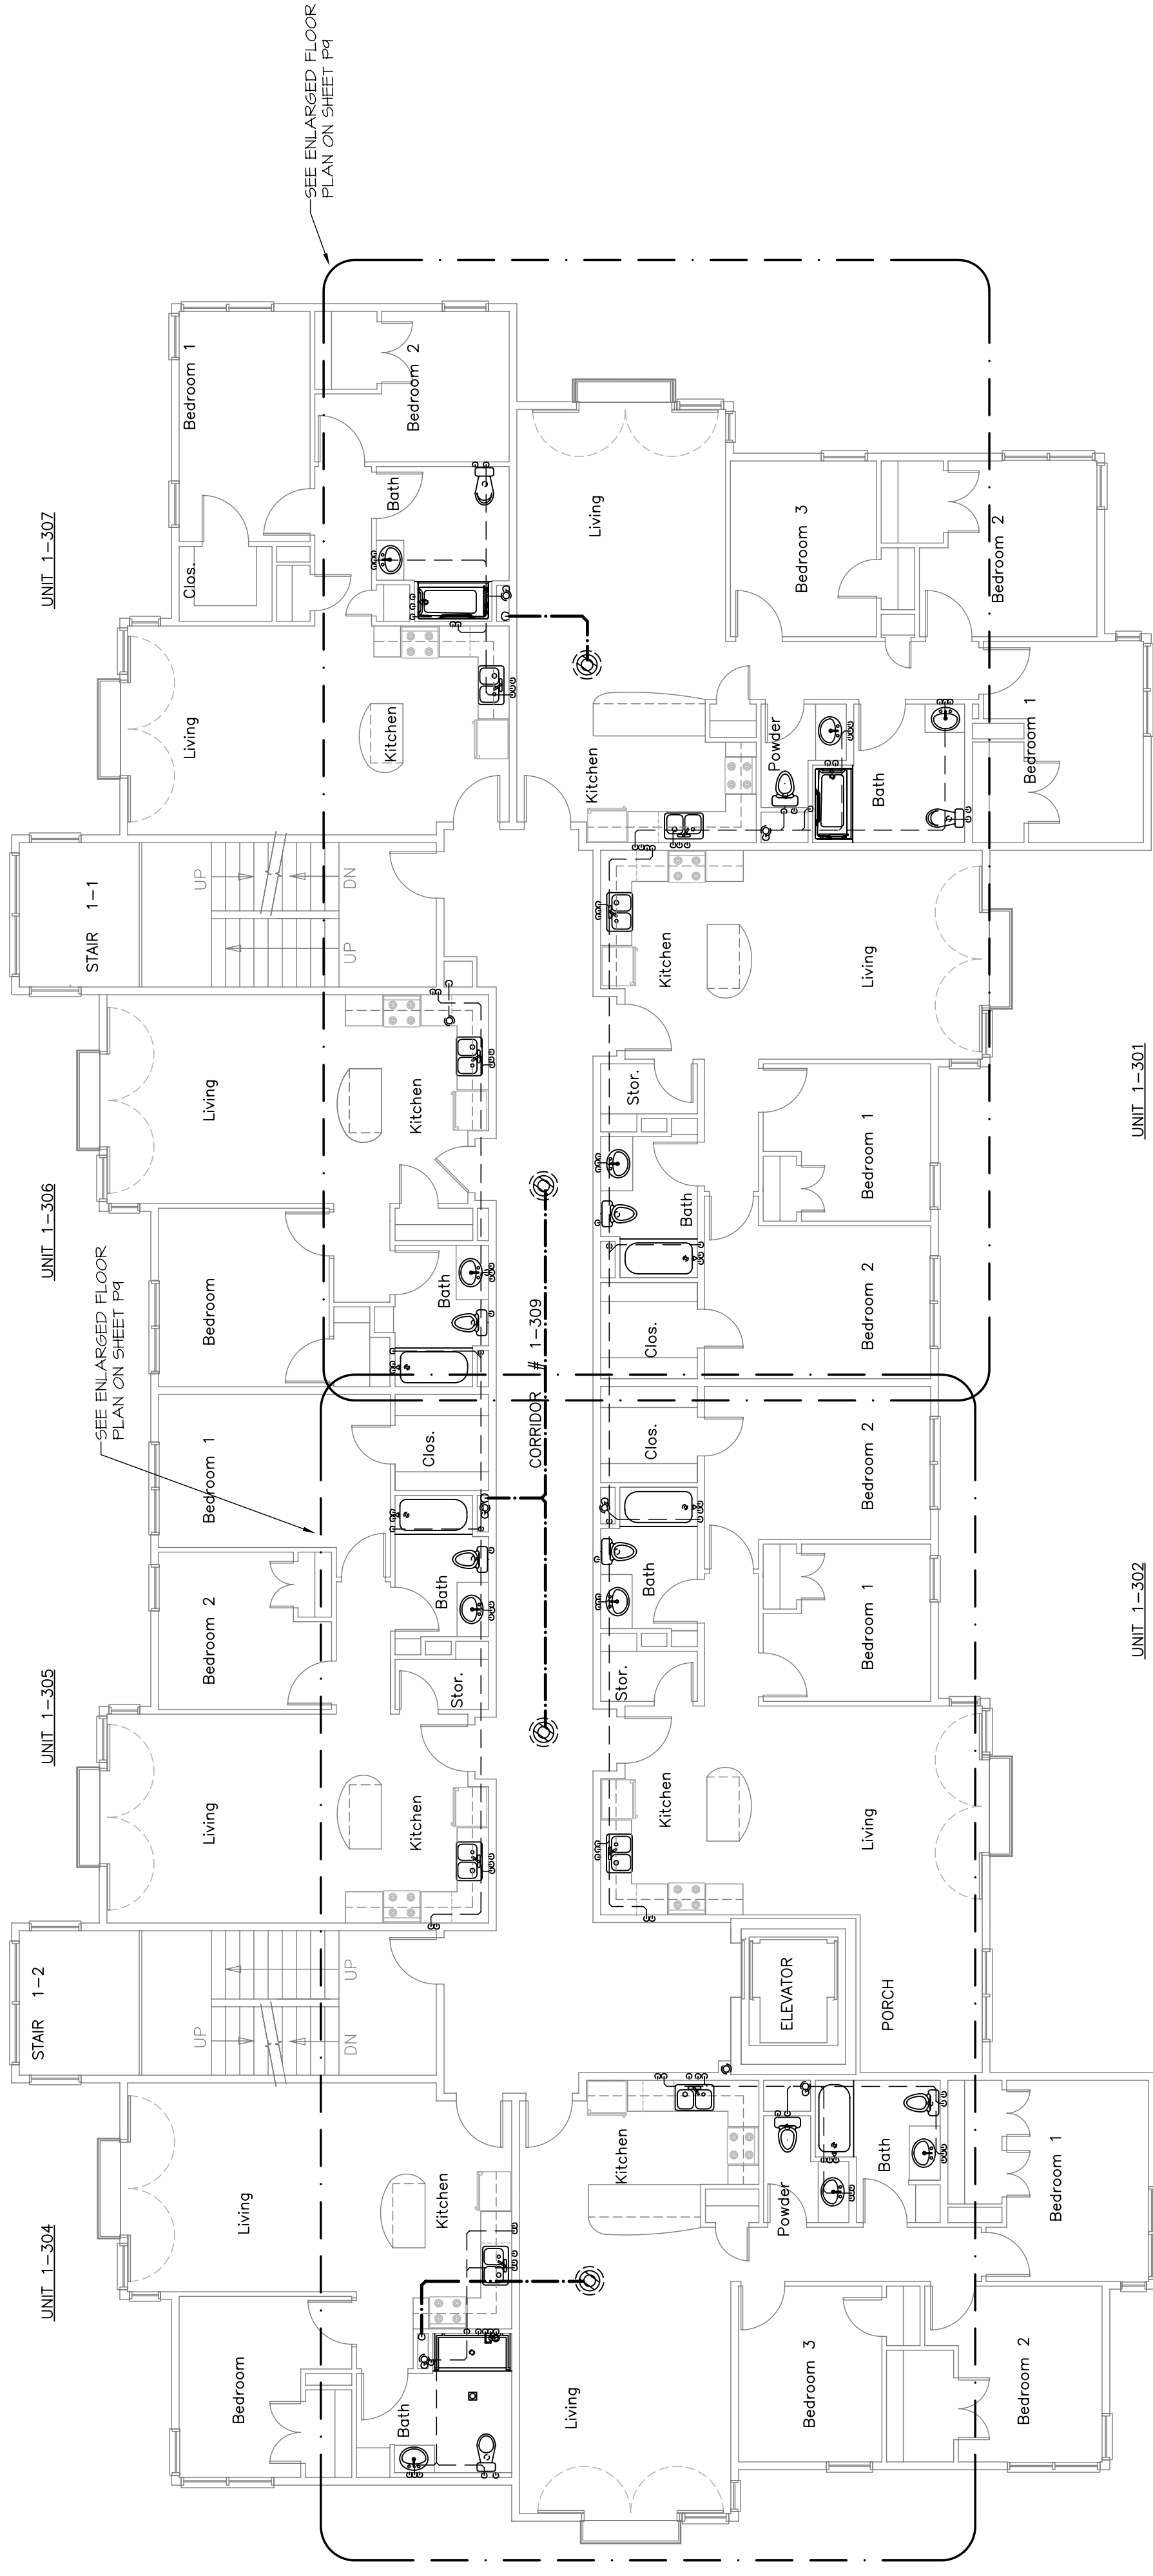 SEE ENLARGED FLOOR
PLAN ON SHEET P9
UNIT 1-307
Bedroom 1
Bedroom 2
Clos.
Bath
Living
Kitchen
Living
Bedroom 3
Bedroom 2
Kitchen
Powder
Bath
Bedroom 1
STAIR 1-1
UP
DN
UP
UNIT 1-306
Living
Kitchen
Bedroom
Bath
Kitchen
Living
Stor.
Bath
Bedroom 1
Bedroom 2
Clos.
UNIT 1-301
SEE ENLARGED FLOOR
PLAN ON SHEET P9
CORRIDOR # 1-309
Bedroom 1
Clos.
Bedroom 2
Bath
Stor.
UNIT 1-305
Living
Kitchen
Clos.
Bedroom 2
Bath
Bedroom 1
Stor.
UNIT 1-302
Kitchen
Living
STAIR 1-2
UP
UP
DN
ELEVATOR
PORCH
UNIT 1-304
Living
Kitchen
Bedroom
Bath
Living
Kitchen
Powder
Bath
Bedroom 1
Bedroom 3
Bedroom 2